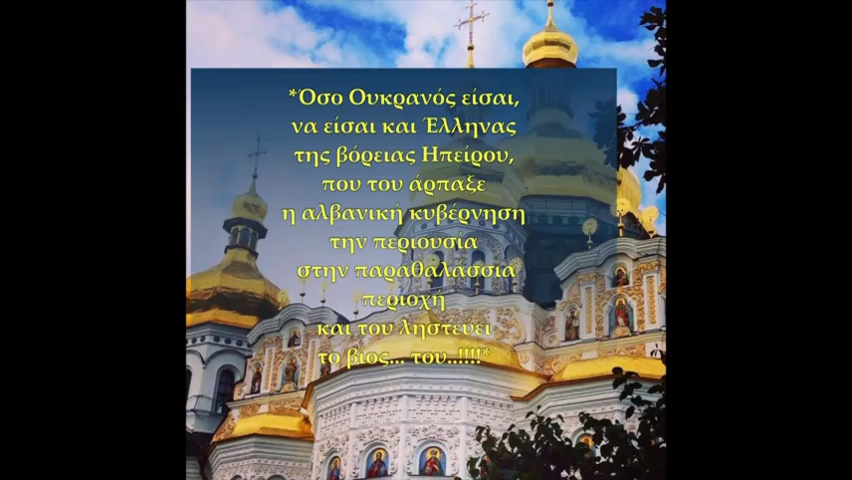 *Όσο Ουκρανός είσαι,
να είσαι και Έλληνας
της βόρειας Ηπείρου,
που του άρπαξε
η αλβανική κυβέρνηση
την περιουσία
στην παραθαλάσσια
περιοχή
και του ληστεύει
το βιος... του..!!!!*